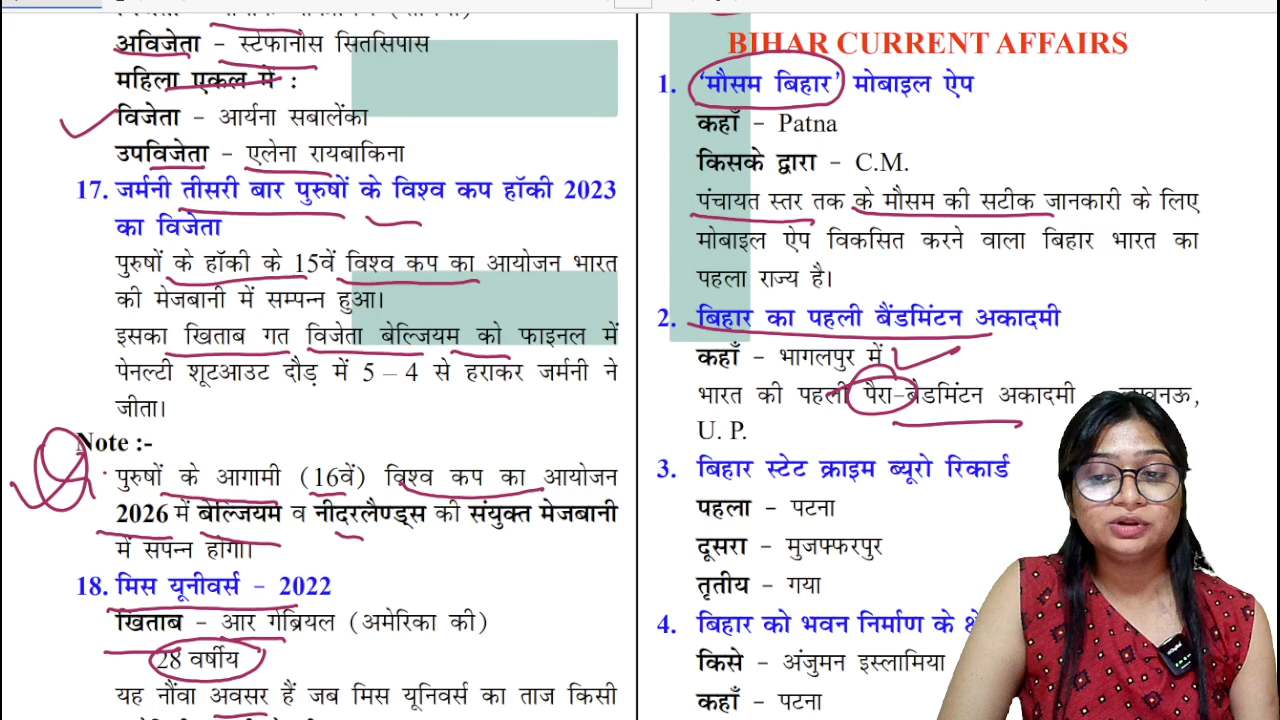 अविजेता – स्टेफानौस सितसिपास
महिला एकल में :
विजेता – आर्यना सबालेंका
उपविजेता – एलेना रायबाकिना
17. जर्मनी तीसरी बार पुरुषों के विश्व कप हॉकी 2023
का विजेता
पुरुषों के हॉकी के 15वें विश्व कप का आयोजन भारत
की मेजबानी में सम्पन्न हुआ।
इसका खिताब गत विजेता बेल्जियम को फाइनल में
पेनल्टी शूटआउट दौड़ में 5 – 4 से हराकर जर्मनी ने
जीता।
Note :-
पुरुषों के आगामी (16वें) विश्व कप का आयोजन
2026 में बेल्जियम व नीदरलैण्ड्स की संयुक्त मेजबानी
में संपन्न होगा।
18. मिस यूनीवर्स – 2022
खिताब – आर गेब्रियल (अमेरिका की)
28 वर्षीय
यह नौंवा अवसर हैं जब मिस यूनिवर्स का ताज किसी
BIHAR CURRENT AFFAIRS
1. 'मौसम बिहार' मोबाइल ऐप
कहाँ – Patna
किसके द्वारा – C.M.
पंचायत स्तर तक के मौसम की सटीक जानकारी के लिए
मोबाइल ऐप विकसित करने वाला बिहार भारत का
पहला राज्य है।
2. बिहार का पहली बैंडमिंटन अकादमी
कहाँ – भागलपुर में
भारत की पहली पैरा-बैडमिंटन अकादमी
U. P.
3. बिहार स्टेट क्राइम ब्यूरो रिकार्ड
पहला – पटना
दूसरा – मुजफ्फरपुर
तृतीय – गया
4. बिहार को भवन निर्माण के
किसे – अंजुमन इस्लामिया
कहाँ – पटना